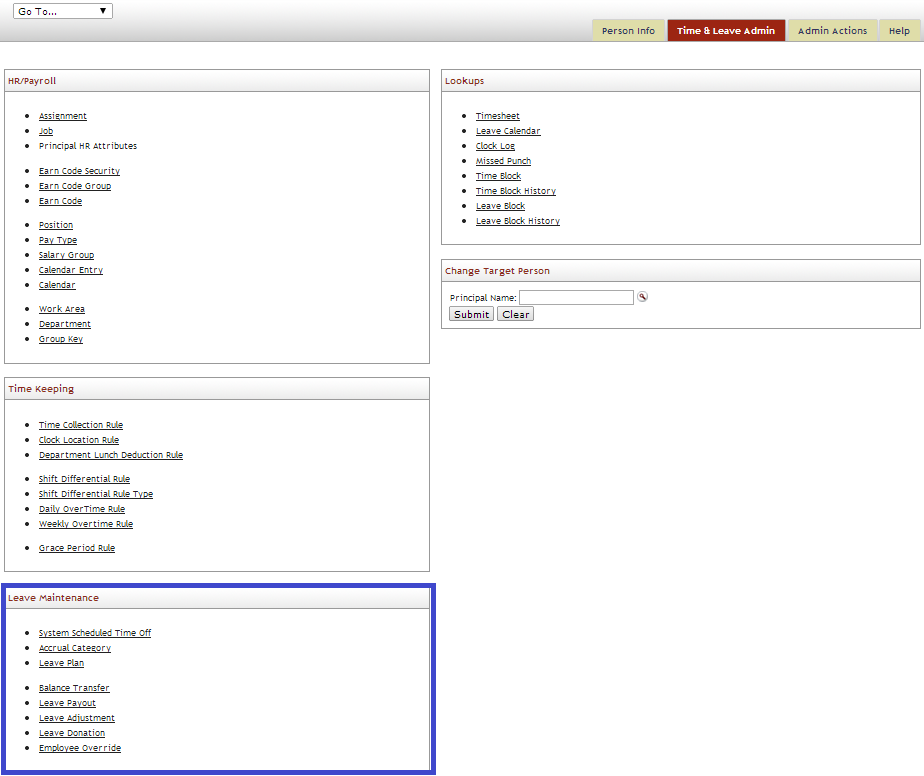 Go To...
Person Info
Time & Leave Admin
Admin Actions
Help
HR/Payroll
Assignment
Job
Principal HR Attributes
Earn Code Security
Earn Code Group
Earn Code
Position
Pay Type
Salary Group
Calendar Entry
Calendar
Work Area
Department
Group Key
Time Keeping
Time Collection Rule
Clock Location Rule
Department Lunch Deduction Rule
Shift Differential Rule
Shift Differential Rule Type
Daily OverTime Rule
Weekly Overtime Rule
Grace Period Rule
Leave Maintenance
System Scheduled Time Off
Accrual Category
Leave Plan
Balance Transfer
Leave Payout
Leave Adjustment
Leave Donation
Employee Override
Lookups
Timesheet
Leave Calendar
Clock Log
Missed Punch
Time Block
Time Block History
Leave Block
Leave Block History
Change Target Person
Principal Name:
Submit Clear